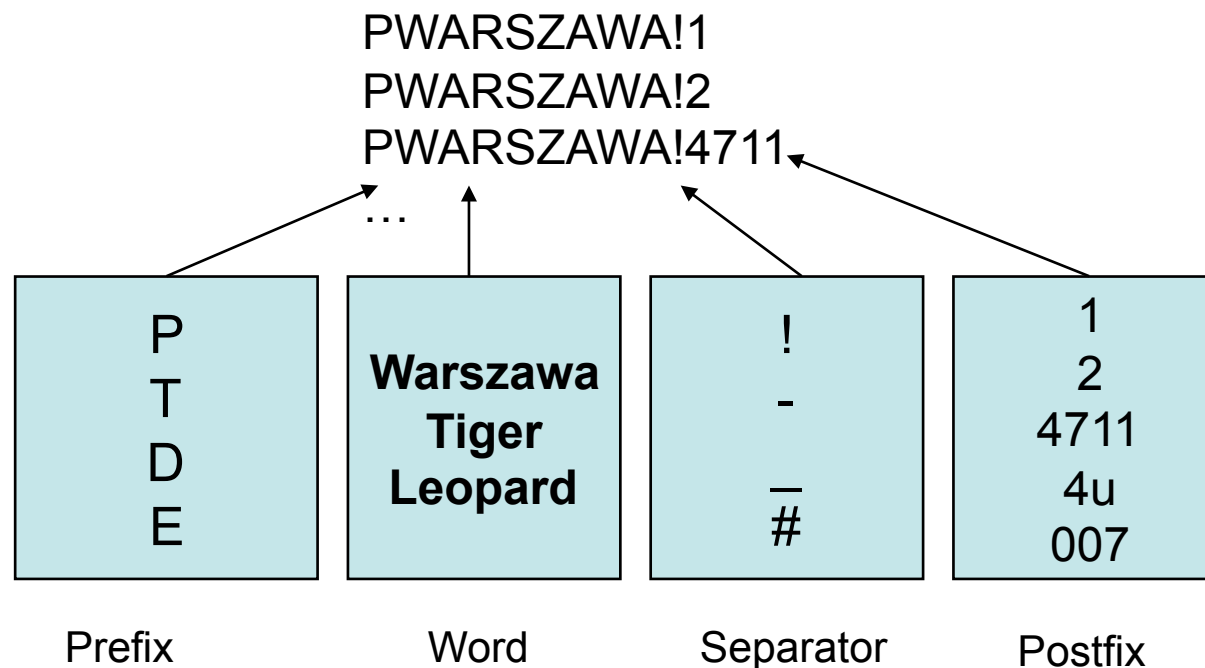 PWARSZAWA!1
PWARSZAWA!2
PWARSZAWA!4711
…
P
T
D
E
Warszawa
Tiger
Leopard
!
-
_
#
1
2
4711
4u
007
Prefix
Word
Separator
Postfix